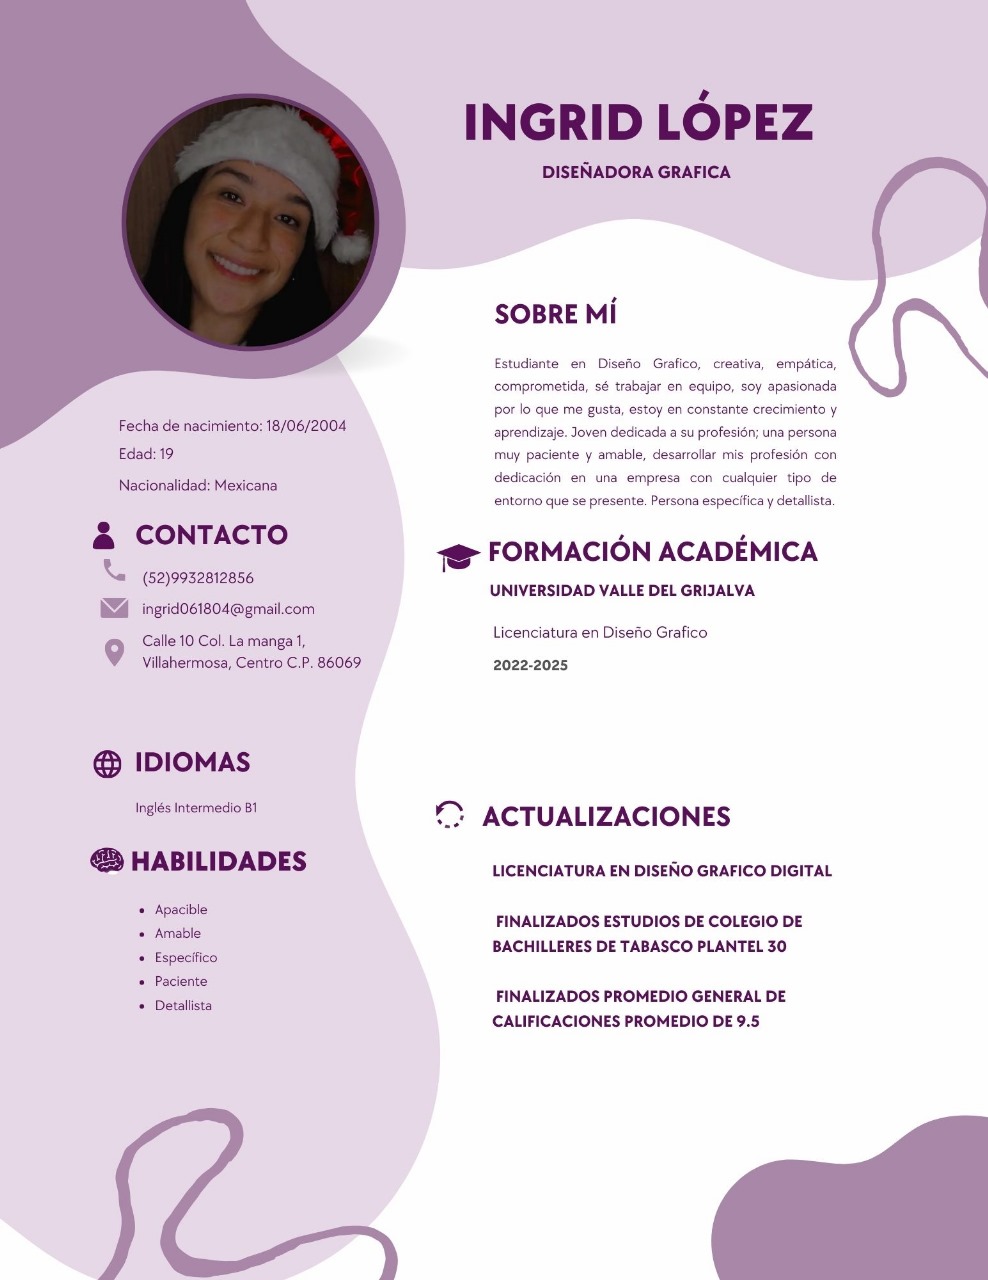 INGRID LÓPEZ
DISEÑADORA GRAFICA
SOBRE MÍ
Estudiante en Diseño Grafico, creativa, empática,
comprometida, sé trabajar en equipo, soy apasionada
por lo que me gusta, estoy en constante crecimiento y
aprendizaje. Joven dedicada a su profesión; una persona
muy paciente y amable, desarrollar mis profesión con
dedicación en una empresa con cualquier tipo de
entorno que se presente. Persona específica y detallista.
Fecha de nacimiento: 18/06/2004
Edad: 19
Nacionalidad: Mexicana
CONTACTO
(52)9932812856
ingrid061804@gmail.com
Calle 10 Col. La manga 1,
Villahermosa, Centro C.P. 86069
FORMACIÓN ACADÉMICA
UNIVERSIDAD VALLE DEL GRIJALVA
Licenciatura en Diseño Grafico
2022-2025
IDIOMAS
Inglés Intermedio B1
HABILIDADES
• Apacible
• Amable
• Específico
• Paciente
• Detallista
ACTUALIZACIONES
LICENCIATURA EN DISEÑO GRAFICO DIGITAL
FINALIZADOS ESTUDIOS DE COLEGIO DE
BACHILLERES DE TABASCO PLANTEL 30
FINALIZADOS PROMEDIO GENERAL DE
CALIFICACIONES PROMEDIO DE 9.5